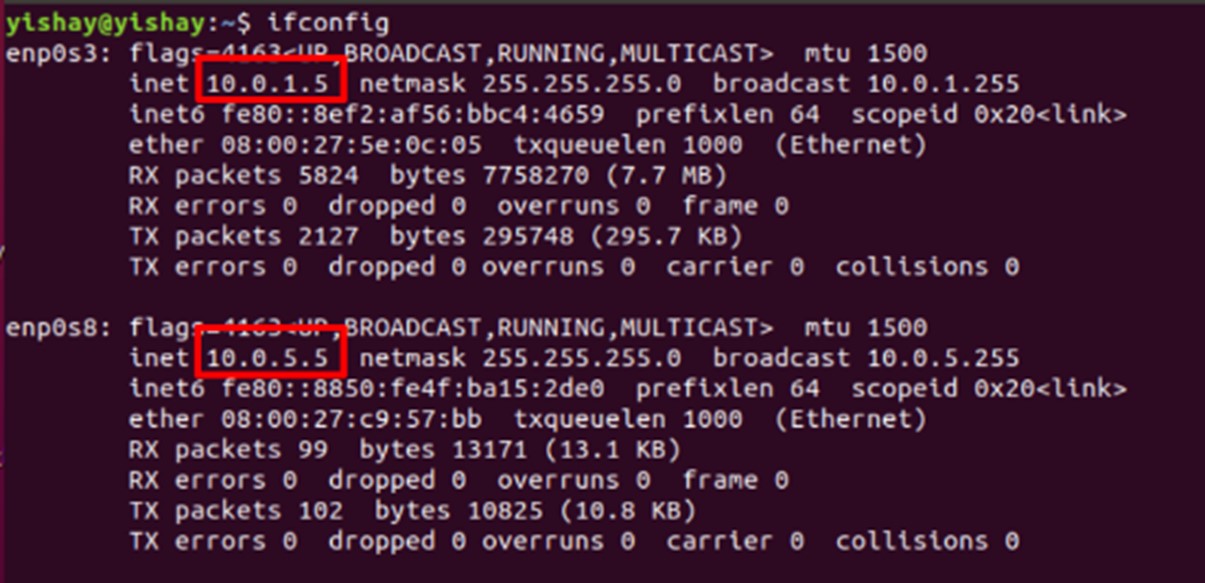 yishay@yishay:~$ ifconfig
enp0s3: flags=4163<UP,BROADCAST,RUNNING,MULTICAST>  mtu 1500
        inet 10.0.1.5  netmask 255.255.255.0  broadcast 10.0.1.255
        inet6 fe80::8ef2:af56:bbc4:4659  prefixlen 64  scopeid 0x20<link>
        ether 08:00:27:5e:0c:05  txqueuelen 1000  (Ethernet)
        RX packets 5824  bytes 7758270 (7.7 MB)
        RX errors 0  dropped 0  overruns 0  frame 0
        TX packets 2127  bytes 295748 (295.7 KB)
        TX errors 0  dropped 0 overruns 0  carrier 0  collisions 0

enp0s8: flags=4163<UP,BROADCAST,RUNNING,MULTICAST>  mtu 1500
        inet 10.0.5.5  netmask 255.255.255.0  broadcast 10.0.5.255
        inet6 fe80::8850:fe4f:ba15:2de0  prefixlen 64  scopeid 0x20<link>
        ether 08:00:27:c9:57:bb  txqueuelen 1000  (Ethernet)
        RX packets 99  bytes 13171 (13.1 KB)
        RX errors 0  dropped 0  overruns 0  frame 0
        TX packets 102  bytes 10825 (10.8 KB)
        TX errors 0  dropped 0 overruns 0  carrier 0  collisions 0